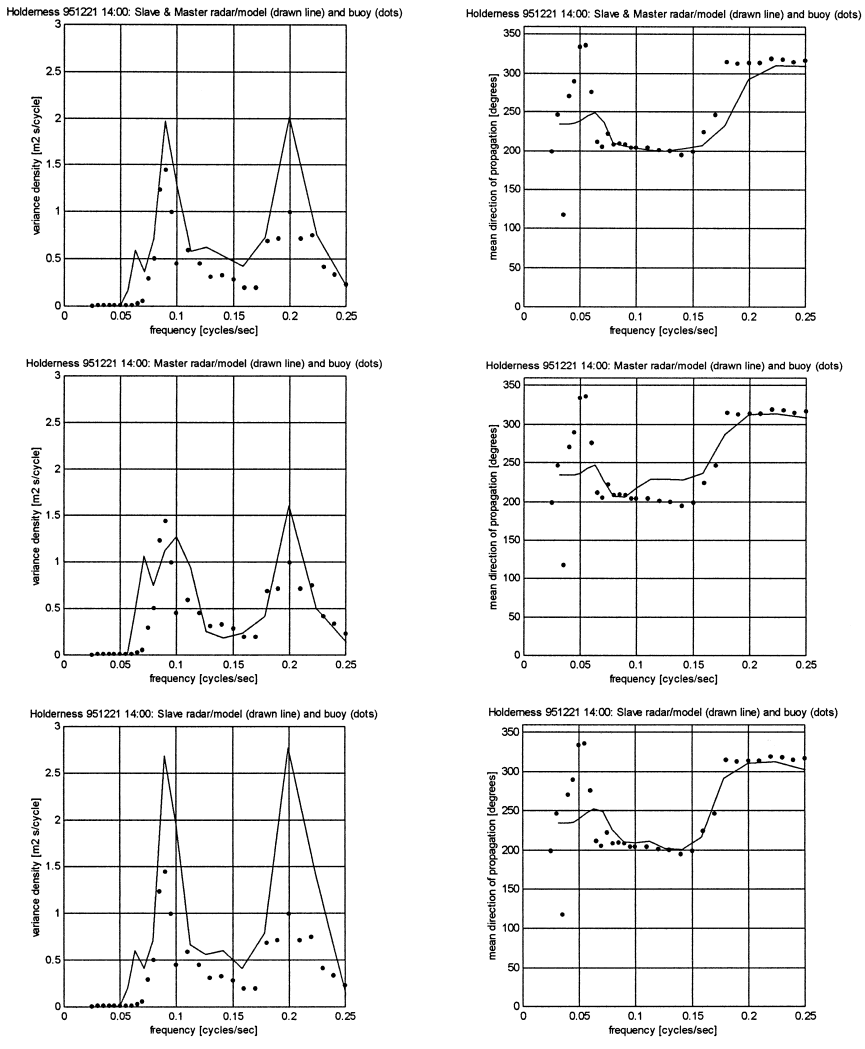 Holderness 951221 14:00: Slave & Master radar/model (drawn line) and buoy (dots)
3
2.5
2
1.5
1
0.5
0
variance density [m2 s/cycle]
0 0.05 0.1 0.15 0.2 0.25
frequency [cycles/sec]
Holderness 951221 14:00: Slave & Master radar/model (drawn line) and buoy (dots)
350
300
250
200
150
100
50
0
mean direction of propagation [degrees]
0 0.05 0.1 0.15 0.2 0.25
frequency [cycles/sec]
Holderness 951221 14:00: Master radar/model (drawn line) and buoy (dots)
3
2.5
2
1.5
1
0.5
0
variance density [m2 s/cycle]
0 0.05 0.1 0.15 0.2 0.25
frequency [cycles/sec]
Holderness 951221 14:00: Master radar/model (drawn line) and buoy (dots)
350
300
250
200
150
100
50
0
mean direction of propagation [degrees]
0 0.05 0.1 0.15 0.2 0.25
frequency [cycles/sec]
Holderness 951221 14:00: Slave radar/model (drawn line) and buoy (dots)
3
2.5
2
1.5
1
0.5
0
variance density [m2 s/cycle]
0 0.05 0.1 0.15 0.2 0.25
frequency [cycles/sec]
Holderness 951221 14:00: Slave radar/model (drawn line) and buoy (dots)
350
300
250
200
150
100
50
0
mean direction of propagation [degrees]
0 0.05 0.1 0.15 0.2 0.25
frequency [cycles/sec]